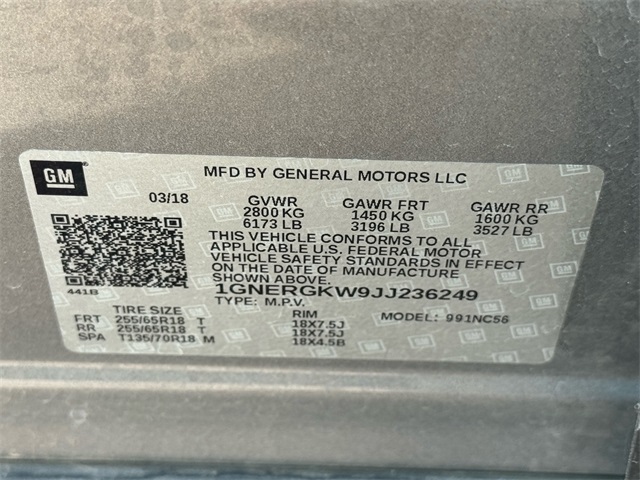 GM
MFD BY GENERAL MOTORS LLC
03/18 GVWR GAWR FRT GAWR RR
2800 KG 1450 KG 1600 KG
6173 LB 3196 LB 3527 LB
THIS VEHICLE CONFORMS TO ALL
APPLICABLE U.S. FEDERAL MOTOR
VEHICLE SAFETY STANDARDS IN EFFECT
ON THE DATE OF MANUFACTURE
SHOWN ABOVE.
1GNERGKW9JJ236249
441B
TYPE: M.P.V. MODEL: 991NC56
TIRE SIZE RIM
FRT 255/65R18 T 18X7.5J
RR 255/65R18 T 18X7.5J
SPA T135/70R18 M 18X4.5B